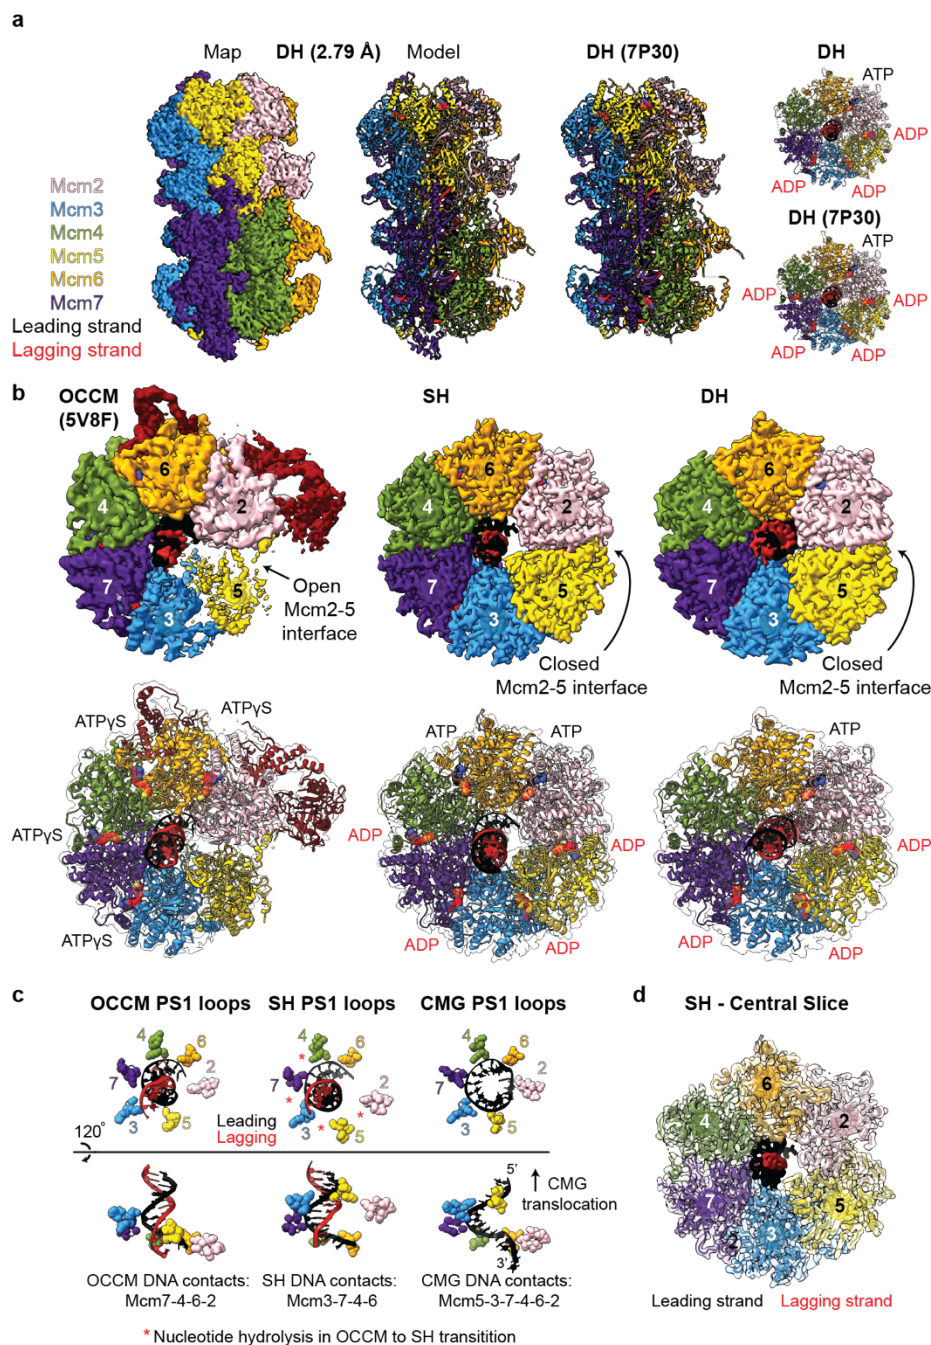 a
Map DH (2.79 Å) Model DH (7P30) DH
ATP
ADP
ADP
DH (7P30)
ATP
ADP ADP
ADP ADP
Mcm2
Mcm3
Mcm4
Mcm5
Mcm6
Mcm7
Leading strand
Lagging strand
b
OCCM
(5V8F)
SH DH
6 2 4 7 3 5
Open
Mcm2-5
interface
6 2 4 7 3 5
Closed
Mcm2-5 interface
6 2 4 7 3 5
Closed
Mcm2-5 interface
ATPγS ATPγS
ATPγS
ATPγS
ATP ATP
ADP ADP
ADP ADP
ATP
ADP
ADP ADP
c
OCCM PS1 loops SH PS1 loops CMG PS1 loops
4 6 2 7 3 5
4 * 6 2 7 * * 3 * 5
6 2 5
Leading
Lagging
120°
5'
CMG
translocation
3'
OCCM DNA contacts: SH DNA contacts: CMG DNA contacts:
Mcm7-4-6-2 Mcm3-7-4-6 Mcm5-3-7-4-6-2
* Nucleotide hydrolysis in OCCM to SH transitition
d
SH - Central Slice
6 2 4 7 2 3 5
Leading strand Lagging strand